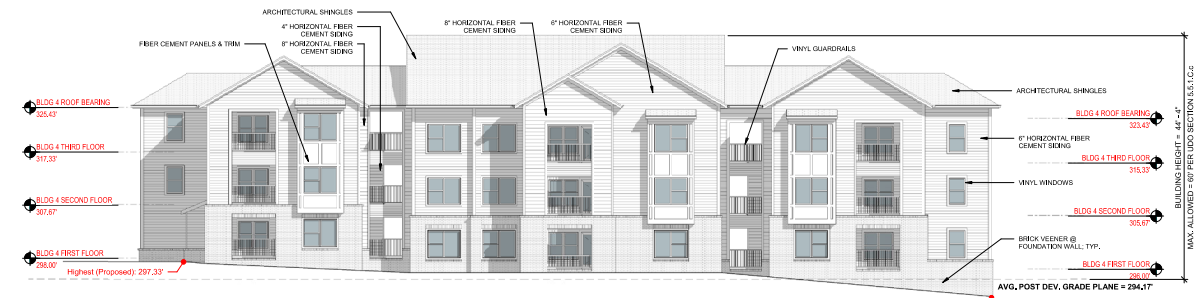 ARCHITECTURAL SHINGLES
4" HORIZONTAL FIBER
CEMENT SIDING
8" HORIZONTAL FIBER
CEMENT SIDING
6" HORIZONTAL FIBER
CEMENT SIDING
FIBER CEMENT PANELS & TRIM
8" HORIZONTAL FIBER
CEMENT SIDING
VINYL GUARDRAILS
ARCHITECTURAL SHINGLES
BLDG 4 ROOF BEARING
325.43'
BLDG 4 THIRD FLOOR
317.33'
BLDG 4 SECOND FLOOR
307.67'
BLDG 4 FIRST FLOOR
298.00'
Highest (Proposed): 297.33'
BLDG 4 ROOF BEARING
323.43'
6" HORIZONTAL FIBER
CEMENT SIDING
BLDG 4 THIRD FLOOR
315.33'
VINYL WINDOWS
BLDG 4 SECOND FLOOR
305.67'
BRICK VEENER @
FOUNDATION WALL; TYP.
BLDG 4 FIRST FLOOR
296.00'
AVG. POST DEV. GRADE PLANE = 294.17'
BUILDING HEIGHT = 44' - 4"
MAX. ALLOWED = 60' PER UDO SECTION 5.5.1.C.c